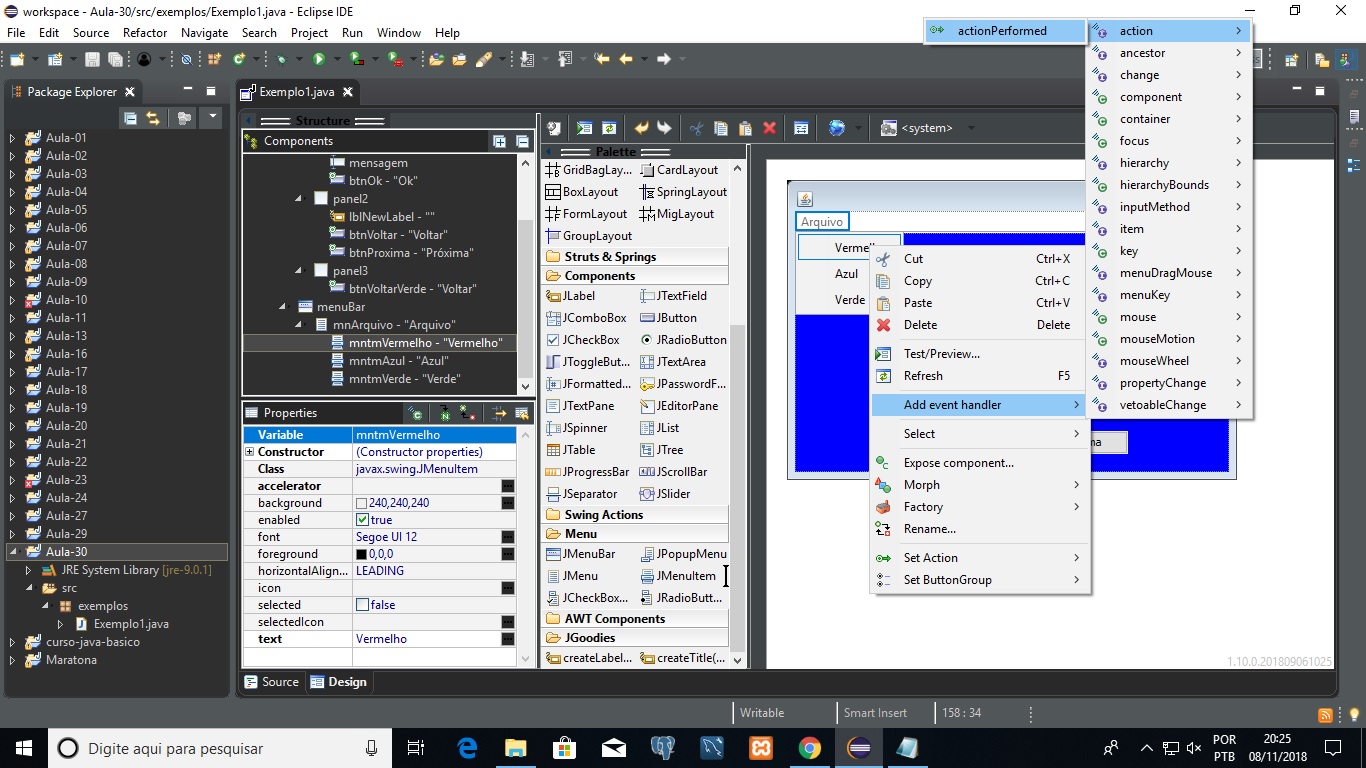 workspace - Aula-30/src/exemplos/Exemplo1.java - Eclipse IDE
File Edit Source Refactor Navigate Search Project Run Window Help
Package Explorer
Aula-01
Aula-02
Aula-03
Aula-04
Aula-05
Aula-06
Aula-07
Aula-08
Aula-09
Aula-10
Aula-11
Aula-13
Aula-16
Aula-17
Aula-18
Aula-19
Aula-20
Aula-21
Aula-22
Aula-23
Aula-24
Aula-27
Aula-29
Aula-30
JRE System Library [jre-9.0.1]
src
exemplos
Exemplo1.java
curso-java-basico
Maratona
Exemplo1.java
Structure
Components
mensagem
btnOk - "Ok"
panel2
lblNewLabel - ""
btnVoltar - "Voltar"
btnProxima - "Próxima"
panel3
btnVoltarVerde - "Voltar"
menuBar
mnArquivo - "Arquivo"
mntmVermelho - "Vermelho"
mntmAzul - "Azul"
mntmVerde - "Verde"
Properties
Variable mntmVermelho
Constructor (Constructor properties)
Class javax.swing.JMenuItem
accelerator
background 240,240,240
enabled true
font Segoe UI 12
foreground 0,0,0
horizontalAlign... LEADING
icon
selected false
selectedIcon
text Vermelho
Source Design
Palette
GridBagLay... CardLayout
BoxLayout SpringLayout
FormLayout MigLayout
GroupLayout
Struts & Springs
Components
JLabel JTextField
JComboBox JButton
JCheckBox JRadioButton
JToggleBut... JTextArea
JFormatted... JPasswordF...
JTextPane JEditorPane
JSpinner JList
JTable JTree
JProgressBar JScrollBar
JSeparator JSlider
Swing Actions
Menu
JMenuBar JPopupMenu
JMenu JMenuItem
JCheckBox... JRadioButt...
AWT Components
JGoodies
createLabel... createTitle(...
<system>
Arquivo
Vermel
Azul
Verde
ma
Cut Ctrl+X
Copy Ctrl+C
Paste Ctrl+V
Delete Delete
Test/Preview...
Refresh F5
Add event handler
Select
Expose component...
Morph
Factory
Rename...
Set Action
Set ButtonGroup
actionPerformed
action
ancestor
change
component
container
focus
hierarchy
hierarchyBounds
inputMethod
item
key
menuDragMouse
menuKey
mouse
mouseMotion
mouseWheel
propertyChange
vetoableChange
1.10.0.201809061025
Writable Smart Insert 158 : 34
Digite aqui para pesquisar
POR
PTB
20:25
08/11/2018